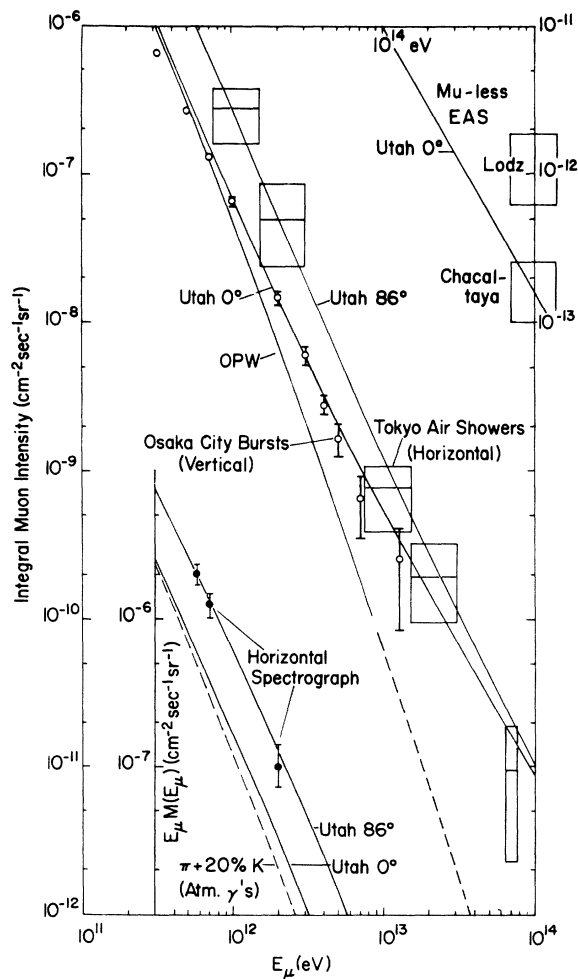 10⁻⁶
10⁻⁷
10⁻⁸
10⁻⁹
10⁻¹⁰
10⁻¹¹
10⁻¹²
Integral Muon Intensity (cm⁻²sec⁻¹sr⁻¹)
10¹⁴ eV
10⁻¹¹
Mu-less
EAS
Utah 0°
Lodz
10⁻¹²
Chacal-
taya
10⁻¹³
Utah 0°
Utah 86°
OPW
Osaka City Bursts
(Vertical)
Tokyo Air Showers
(Horizontal)
10⁻⁶
10⁻⁷
EμM(Eμ)(cm⁻²sec⁻¹sr⁻¹)
Horizontal
Spectrograph
Utah 86°
Utah 0°
π+20% K
(Atm. γ's)
10¹¹
10¹²
10¹³
10¹⁴
Eμ(eV)